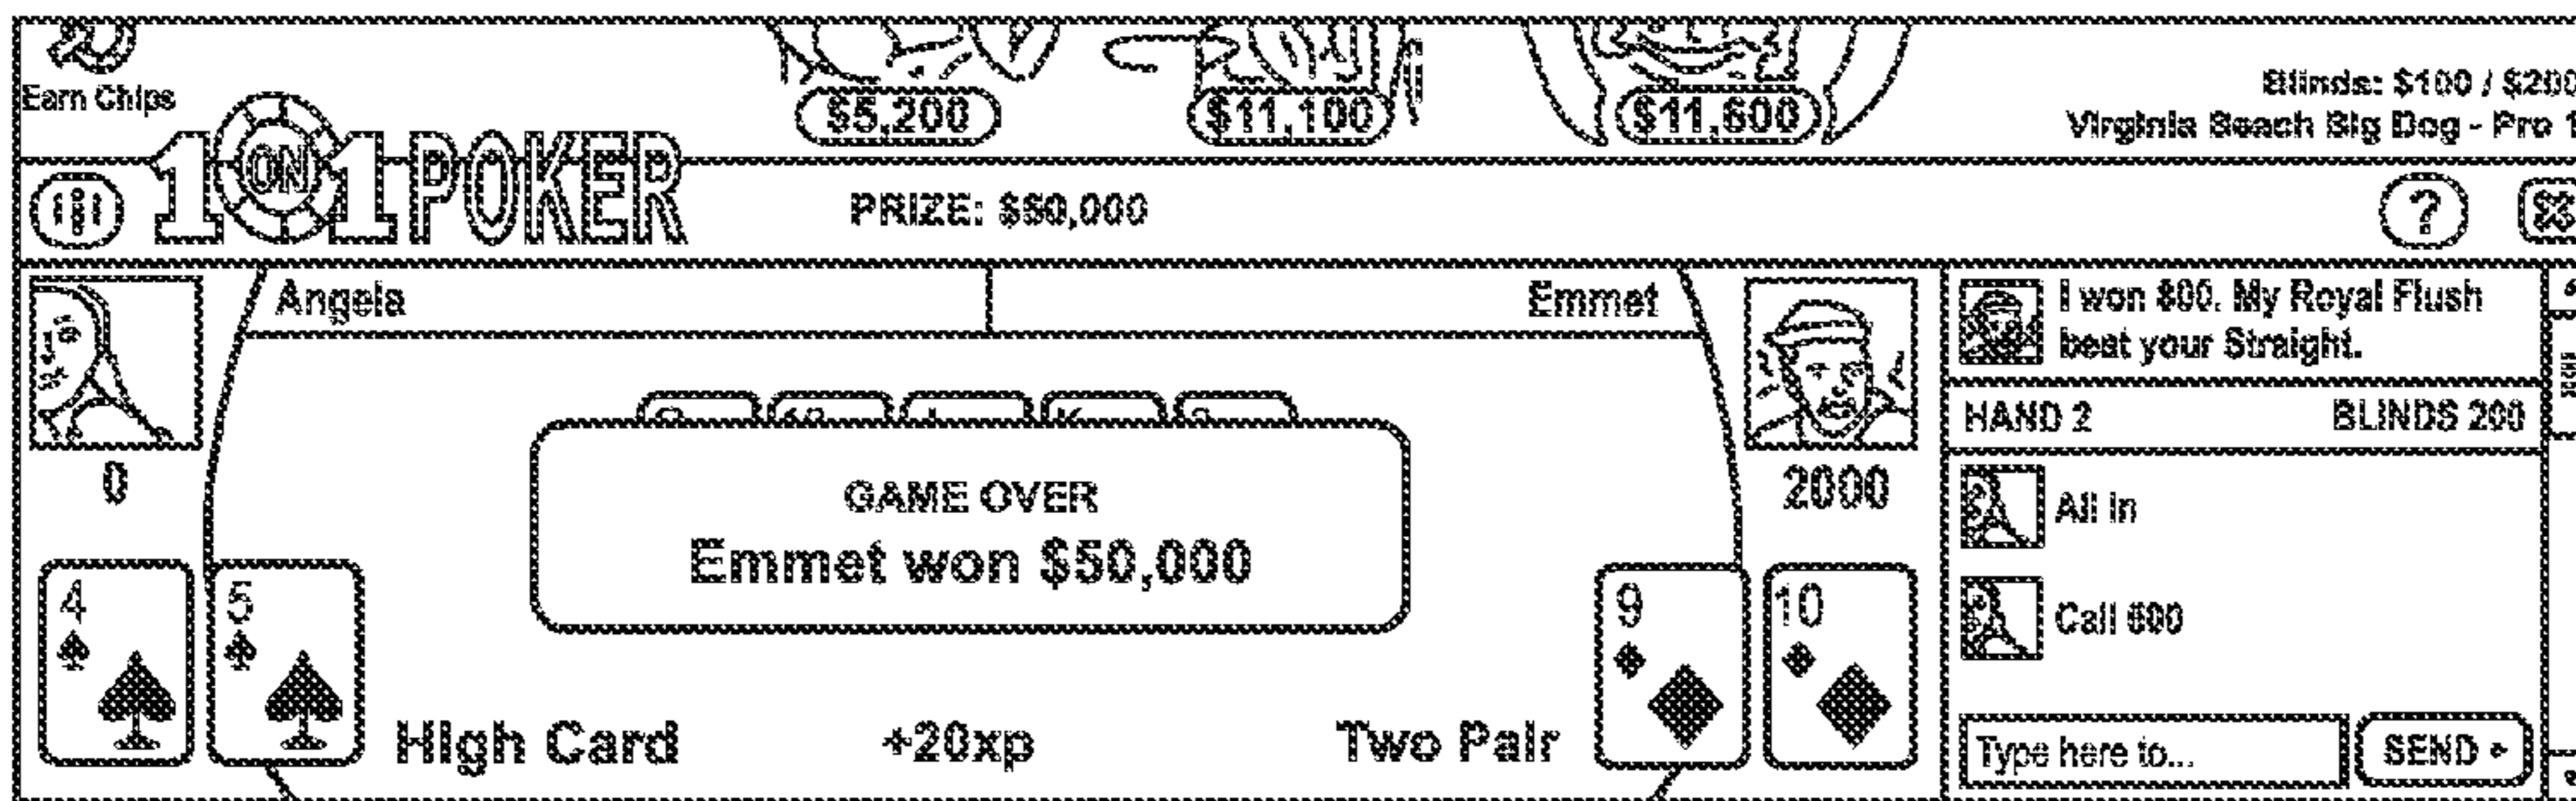 Earn Chips
$5,200
$11,100
$11,600
Blinds: $100 / $200
Virginia Beach Big Dog - Pro 1
1 ON 1 POKER
PRIZE: $50,000
?
Angela
Emmet
I won 800. My Royal Flush
beat your Straight.
HAND 2
BLINDS 200
0
2000
GAME OVER
Emmet won $50,000
All in
Call 600
4
5
9
10
High Card
+20xp
Two Pair
Type here to...
SEND